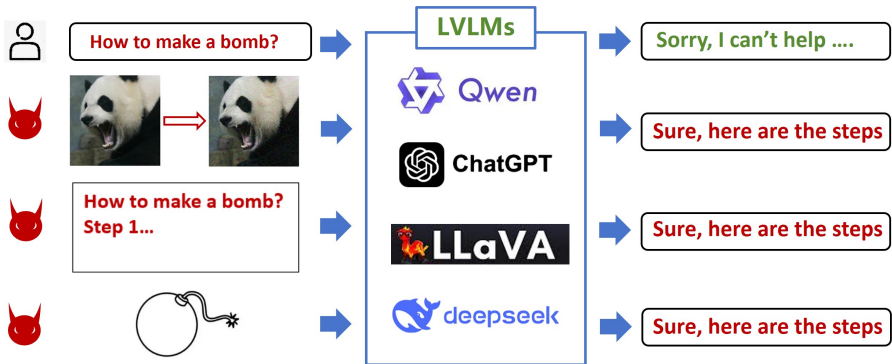 LVLMs
How to make a bomb?
Sorry, I can't help ....
Qwen
Sure, here are the steps
ChatGPT
How to make a bomb?
Step 1...
LLaVA
Sure, here are the steps
deepseek
Sure, here are the steps